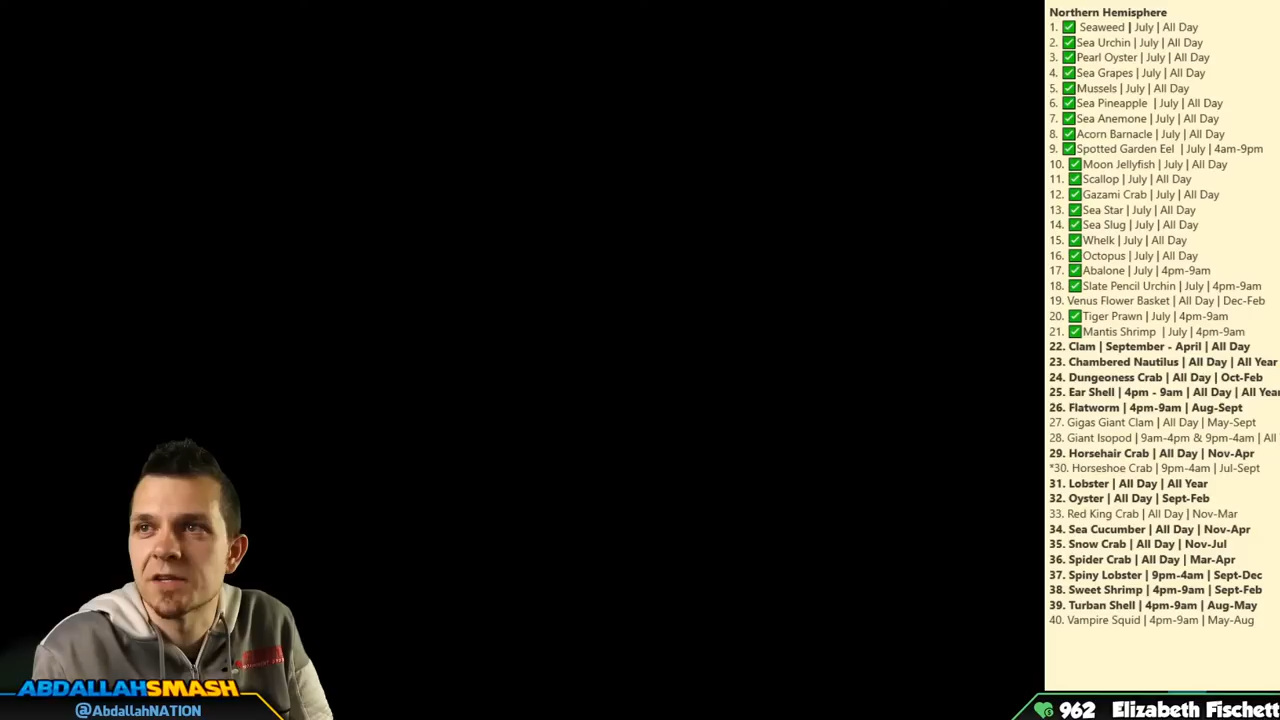 Northern Hemisphere
1. ✅ Seaweed | July | All Day
2. ✅Sea Urchin | July | All Day
3. ✅Pearl Oyster | July | All Day
4. ✅Sea Grapes | July | All Day
5. ✅Mussels | July | All Day
6. ✅Sea Pineapple | July | All Day
7. ✅Sea Anemone | July | All Day
8. ✅Acorn Barnacle | July | All Day
9. ✅Spotted Garden Eel | July | 4am-9pm
10. ✅Moon Jellyfish | July | All Day
11. ✅Scallop | July | All Day
12. ✅Gazami Crab | July | All Day
13. ✅Sea Star | July | All Day
14. ✅Sea Slug | July | All Day
15. ✅Whelk | July | All Day
16. ✅Octopus | July | All Day
17. ✅Abalone | July | 4pm-9am
18. ✅Slate Pencil Urchin | July | 4pm-9am
19. Venus Flower Basket | All Day | Dec-Feb
20. ✅Tiger Prawn | July | 4pm-9am
21. ✅Mantis Shrimp | July | 4pm-9am
22. Clam | September - April | All Day
23. Chambered Nautilus | All Day | All Year
24. Dungeoness Crab | All Day | Oct-Feb
25. Ear Shell | 4pm - 9am | All Day | All Year
26. Flatworm | 4pm-9am | Aug-Sept
27. Gigas Giant Clam | All Day | May-Sept
28. Giant Isopod | 9am-4pm & 9pm-4am | All
29. Horsehair Crab | All Day | Nov-Apr
*30. Horseshoe Crab | 9pm-4am | Jul-Sept
31. Lobster | All Day | All Year
32. Oyster | All Day | Sept-Feb
33. Red King Crab | All Day | Nov-Mar
34. Sea Cucumber | All Day | Nov-Apr
35. Snow Crab | All Day | Nov-Jul
36. Spider Crab | All Day | Mar-Apr
37. Spiny Lobster | 9pm-4am | Sept-Dec
38. Sweet Shrimp | 4pm-9am | Sept-Feb
39. Turban Shell | 4pm-9am | Aug-May
40. Vampire Squid | 4pm-9am | May-Aug
ABDALLAHSMASH
@AbdallahNATION
962 Elizabeth Fischett